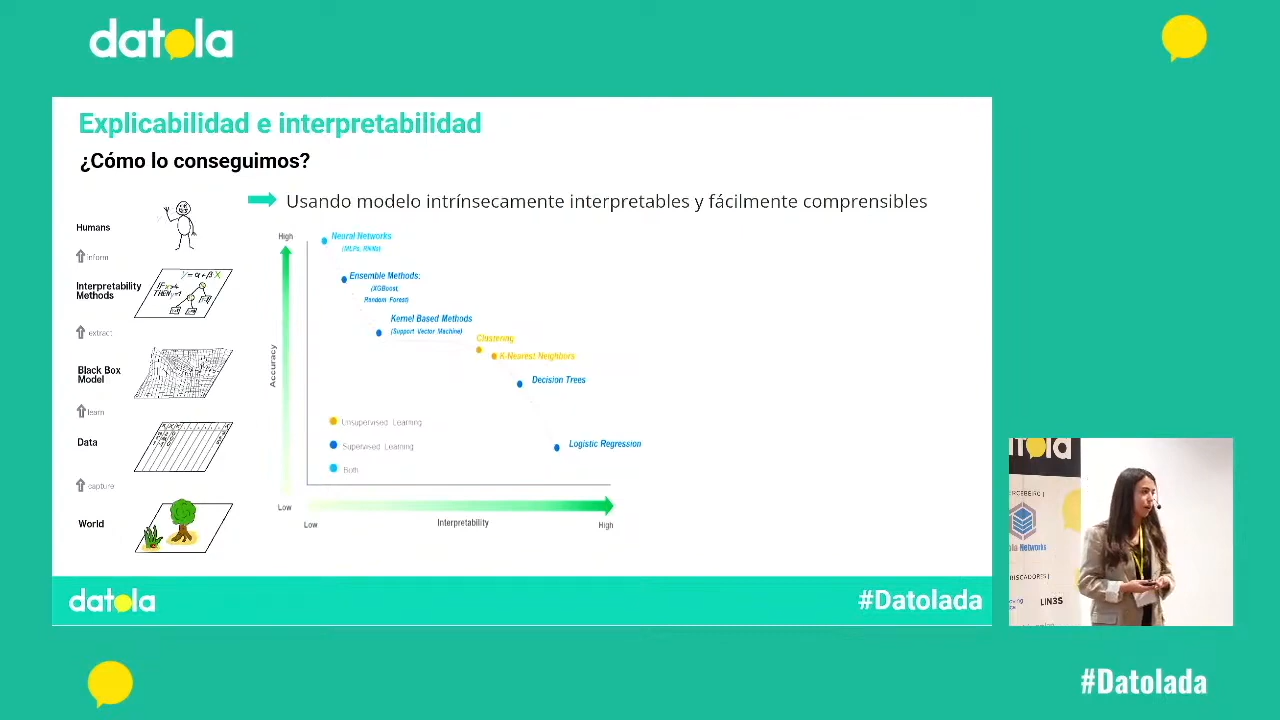 datola
Explicabilidad e interpretabilidad
¿Cómo lo conseguimos?
Usando modelo intrínsecamente interpretables y fácilmente comprensibles
Humans
inform
Interpretability
Methods
extract
Black Box
Model
learn
Data
capture
World
High
Accuracy
Low
Neural Networks
(MLPs, RNNs)
Ensemble Methods:
(XGBoost,
Random Forest)
Kernel Based Methods
(Support Vector Machine)
Clustering
K-Nearest Neighbors
Decision Trees
Logistic Regression
Unsupervised Learning
Supervised Learning
Both
Low
Interpretability
High
datola
#Datolada
LIN3S
#Datolada